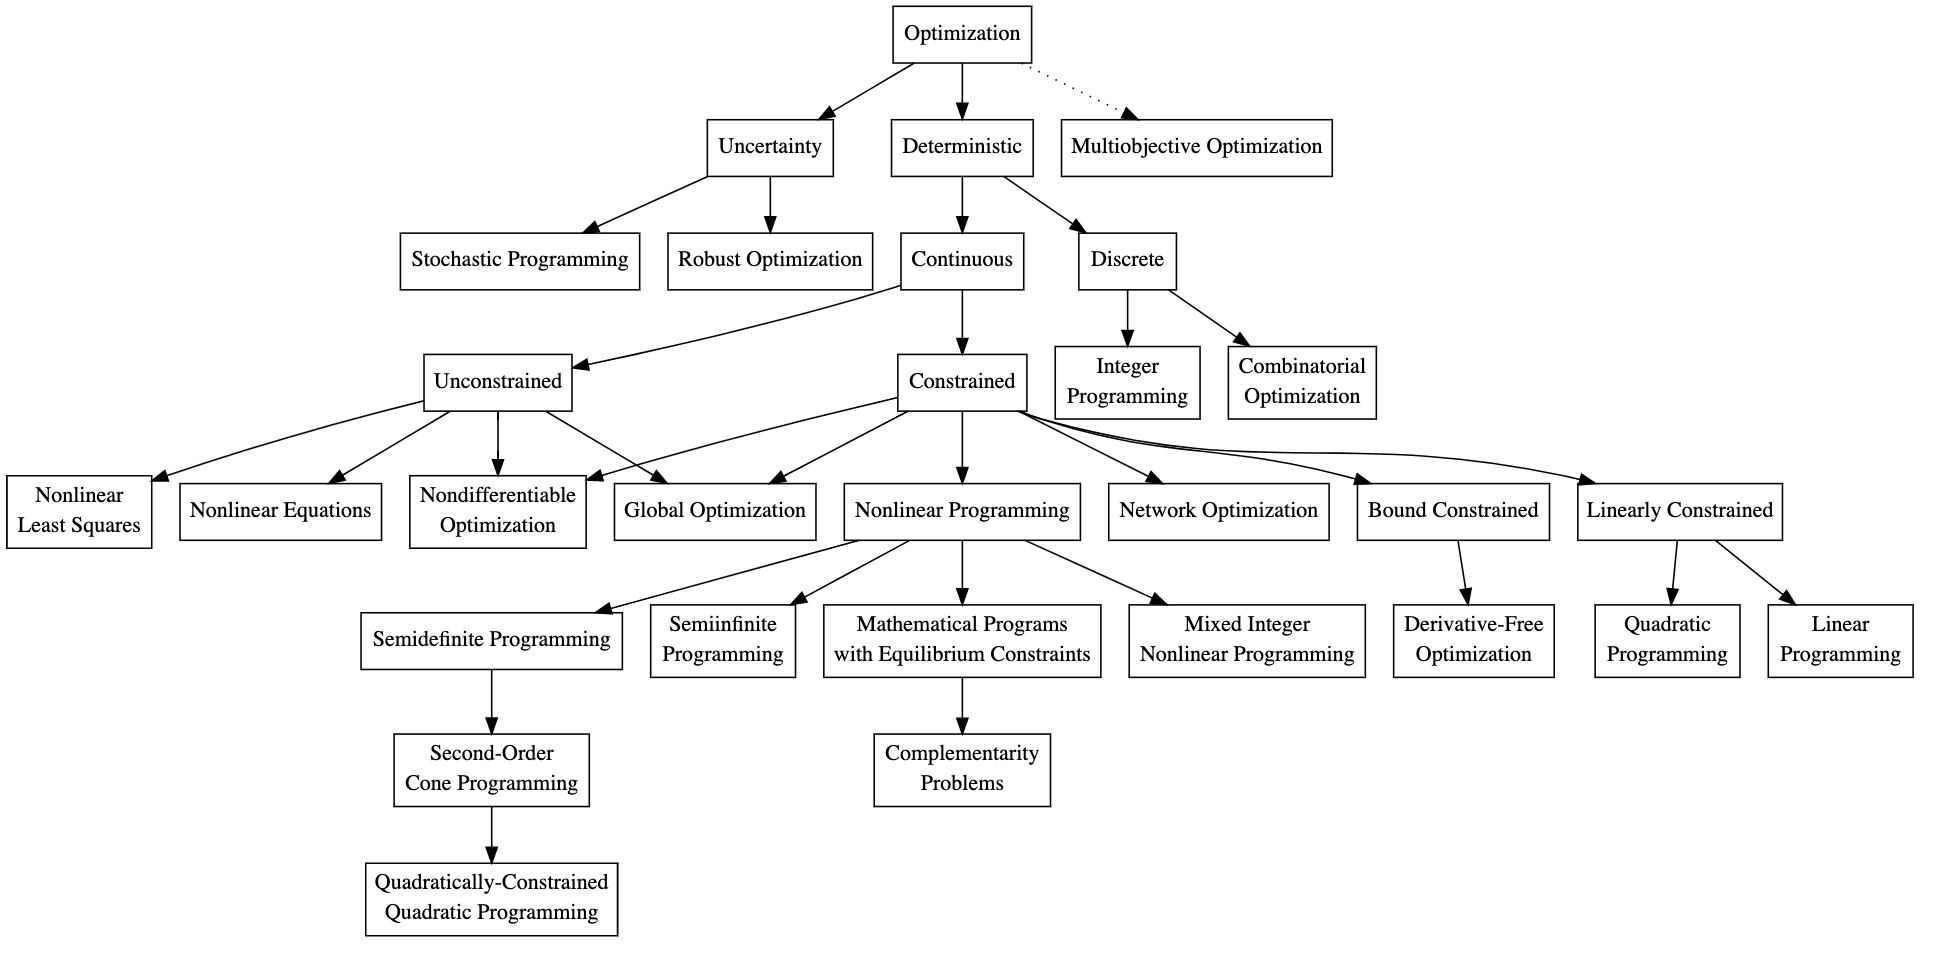 Optimization
Uncertainty
Deterministic
Multiobjective Optimization
Stochastic Programming
Robust Optimization
Continuous
Discrete
Unconstrained
Constrained
Integer
Programming
Combinatorial
Optimization
Nonlinear
Least Squares
Nonlinear Equations
Nondifferentiable
Optimization
Global Optimization
Nonlinear Programming
Network Optimization
Bound Constrained
Linearly Constrained
Semidefinite Programming
Semiinfinite
Programming
Mathematical Programs
with Equilibrium Constraints
Mixed Integer
Nonlinear Programming
Derivative-Free
Optimization
Quadratic
Programming
Linear
Programming
Second-Order
Cone Programming
Complementarity
Problems
Quadratically-Constrained
Quadratic Programming